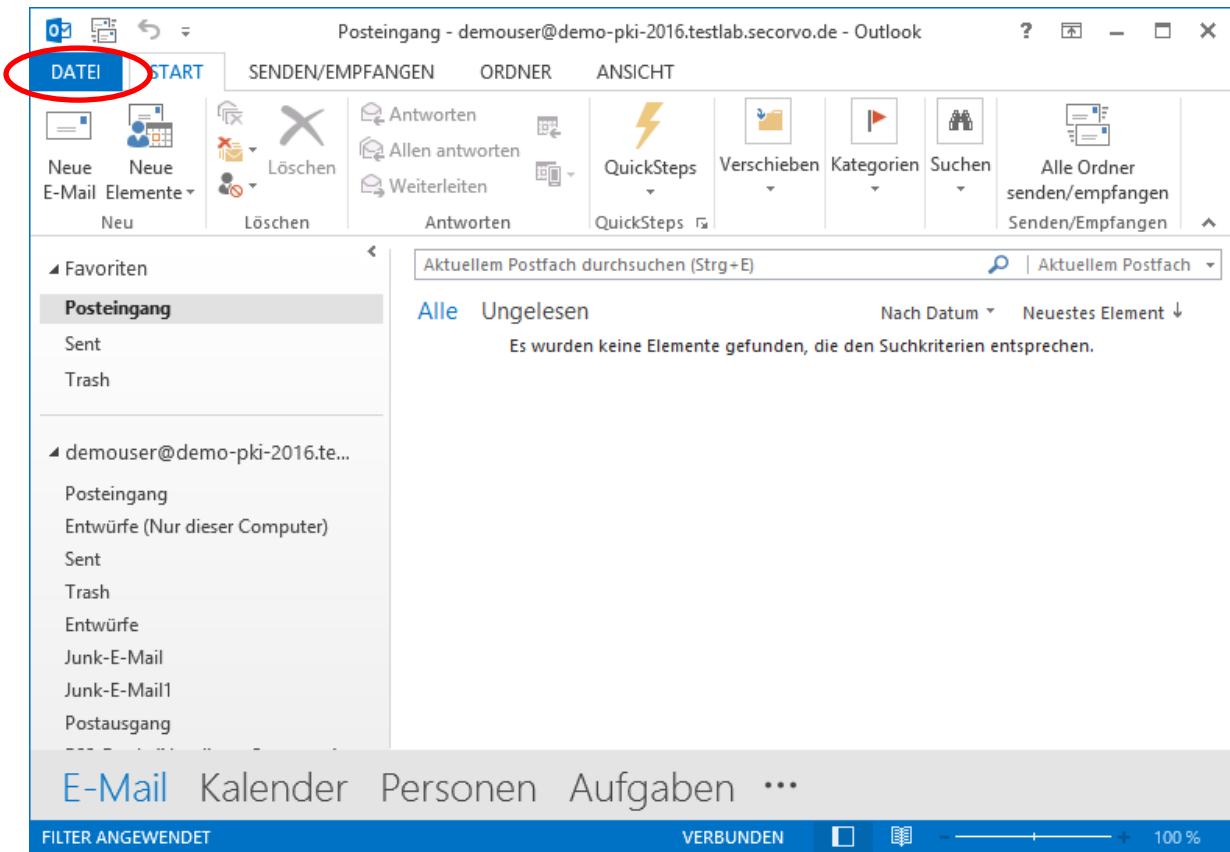 Posteingang - demouser@demo-pki-2016.testlab.secorvo.de - Outlook ?
DATEI START SENDEN/EMPFANGEN ORDNER ANSICHT
Neue E-Mail
Neue Elemente
Löschen
Antworten
Allen antworten
Weiterleiten
QuickSteps
Verschieben
Kategorien
Suchen
Alle Ordner
senden/empfangen
Neu Löschen Antworten QuickSteps Senden/Empfangen
Favoriten
Posteingang
Sent
Trash
demouser@demo-pki-2016.te...
Posteingang
Entwürfe (Nur dieser Computer)
Sent
Trash
Entwürfe
Junk-E-Mail
Junk-E-Mail1
Postausgang
Aktuellem Postfach durchsuchen (Strg+E) Aktuellem Postfach
Alle Ungelesen Nach Datum Neuestes Element
Es wurden keine Elemente gefunden, die den Suchkriterien entsprechen.
E-Mail Kalender Personen Aufgaben ...
FILTER ANGEWENDET VERBUNDEN 100 %